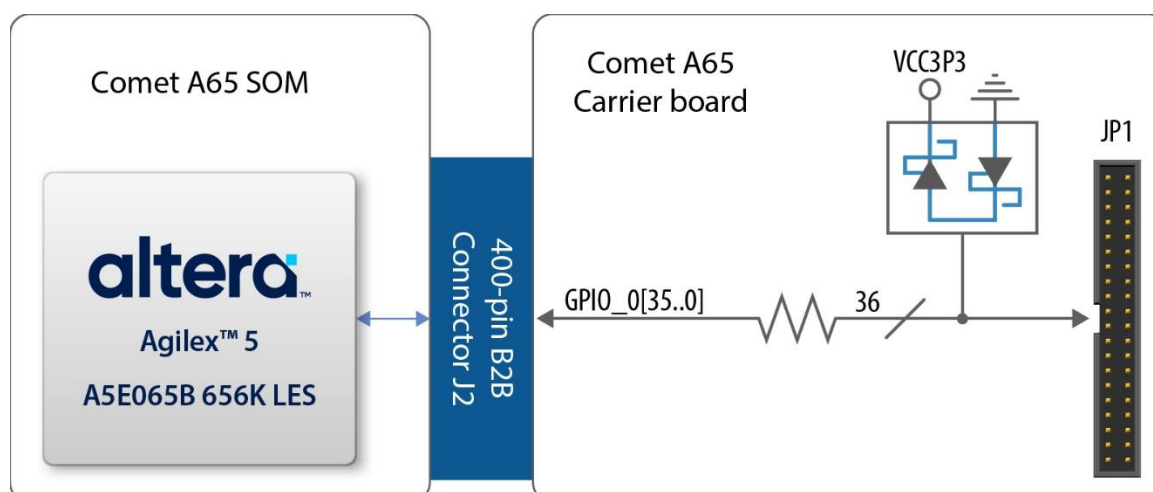 Comet A65 SOM
altera™
Agilex™ 5
A5E065B 656K LES
400-pin B2B
Connector J2
Comet A65
Carrier board
VCC3P3
JP1
GPIO_0[35..0]
36